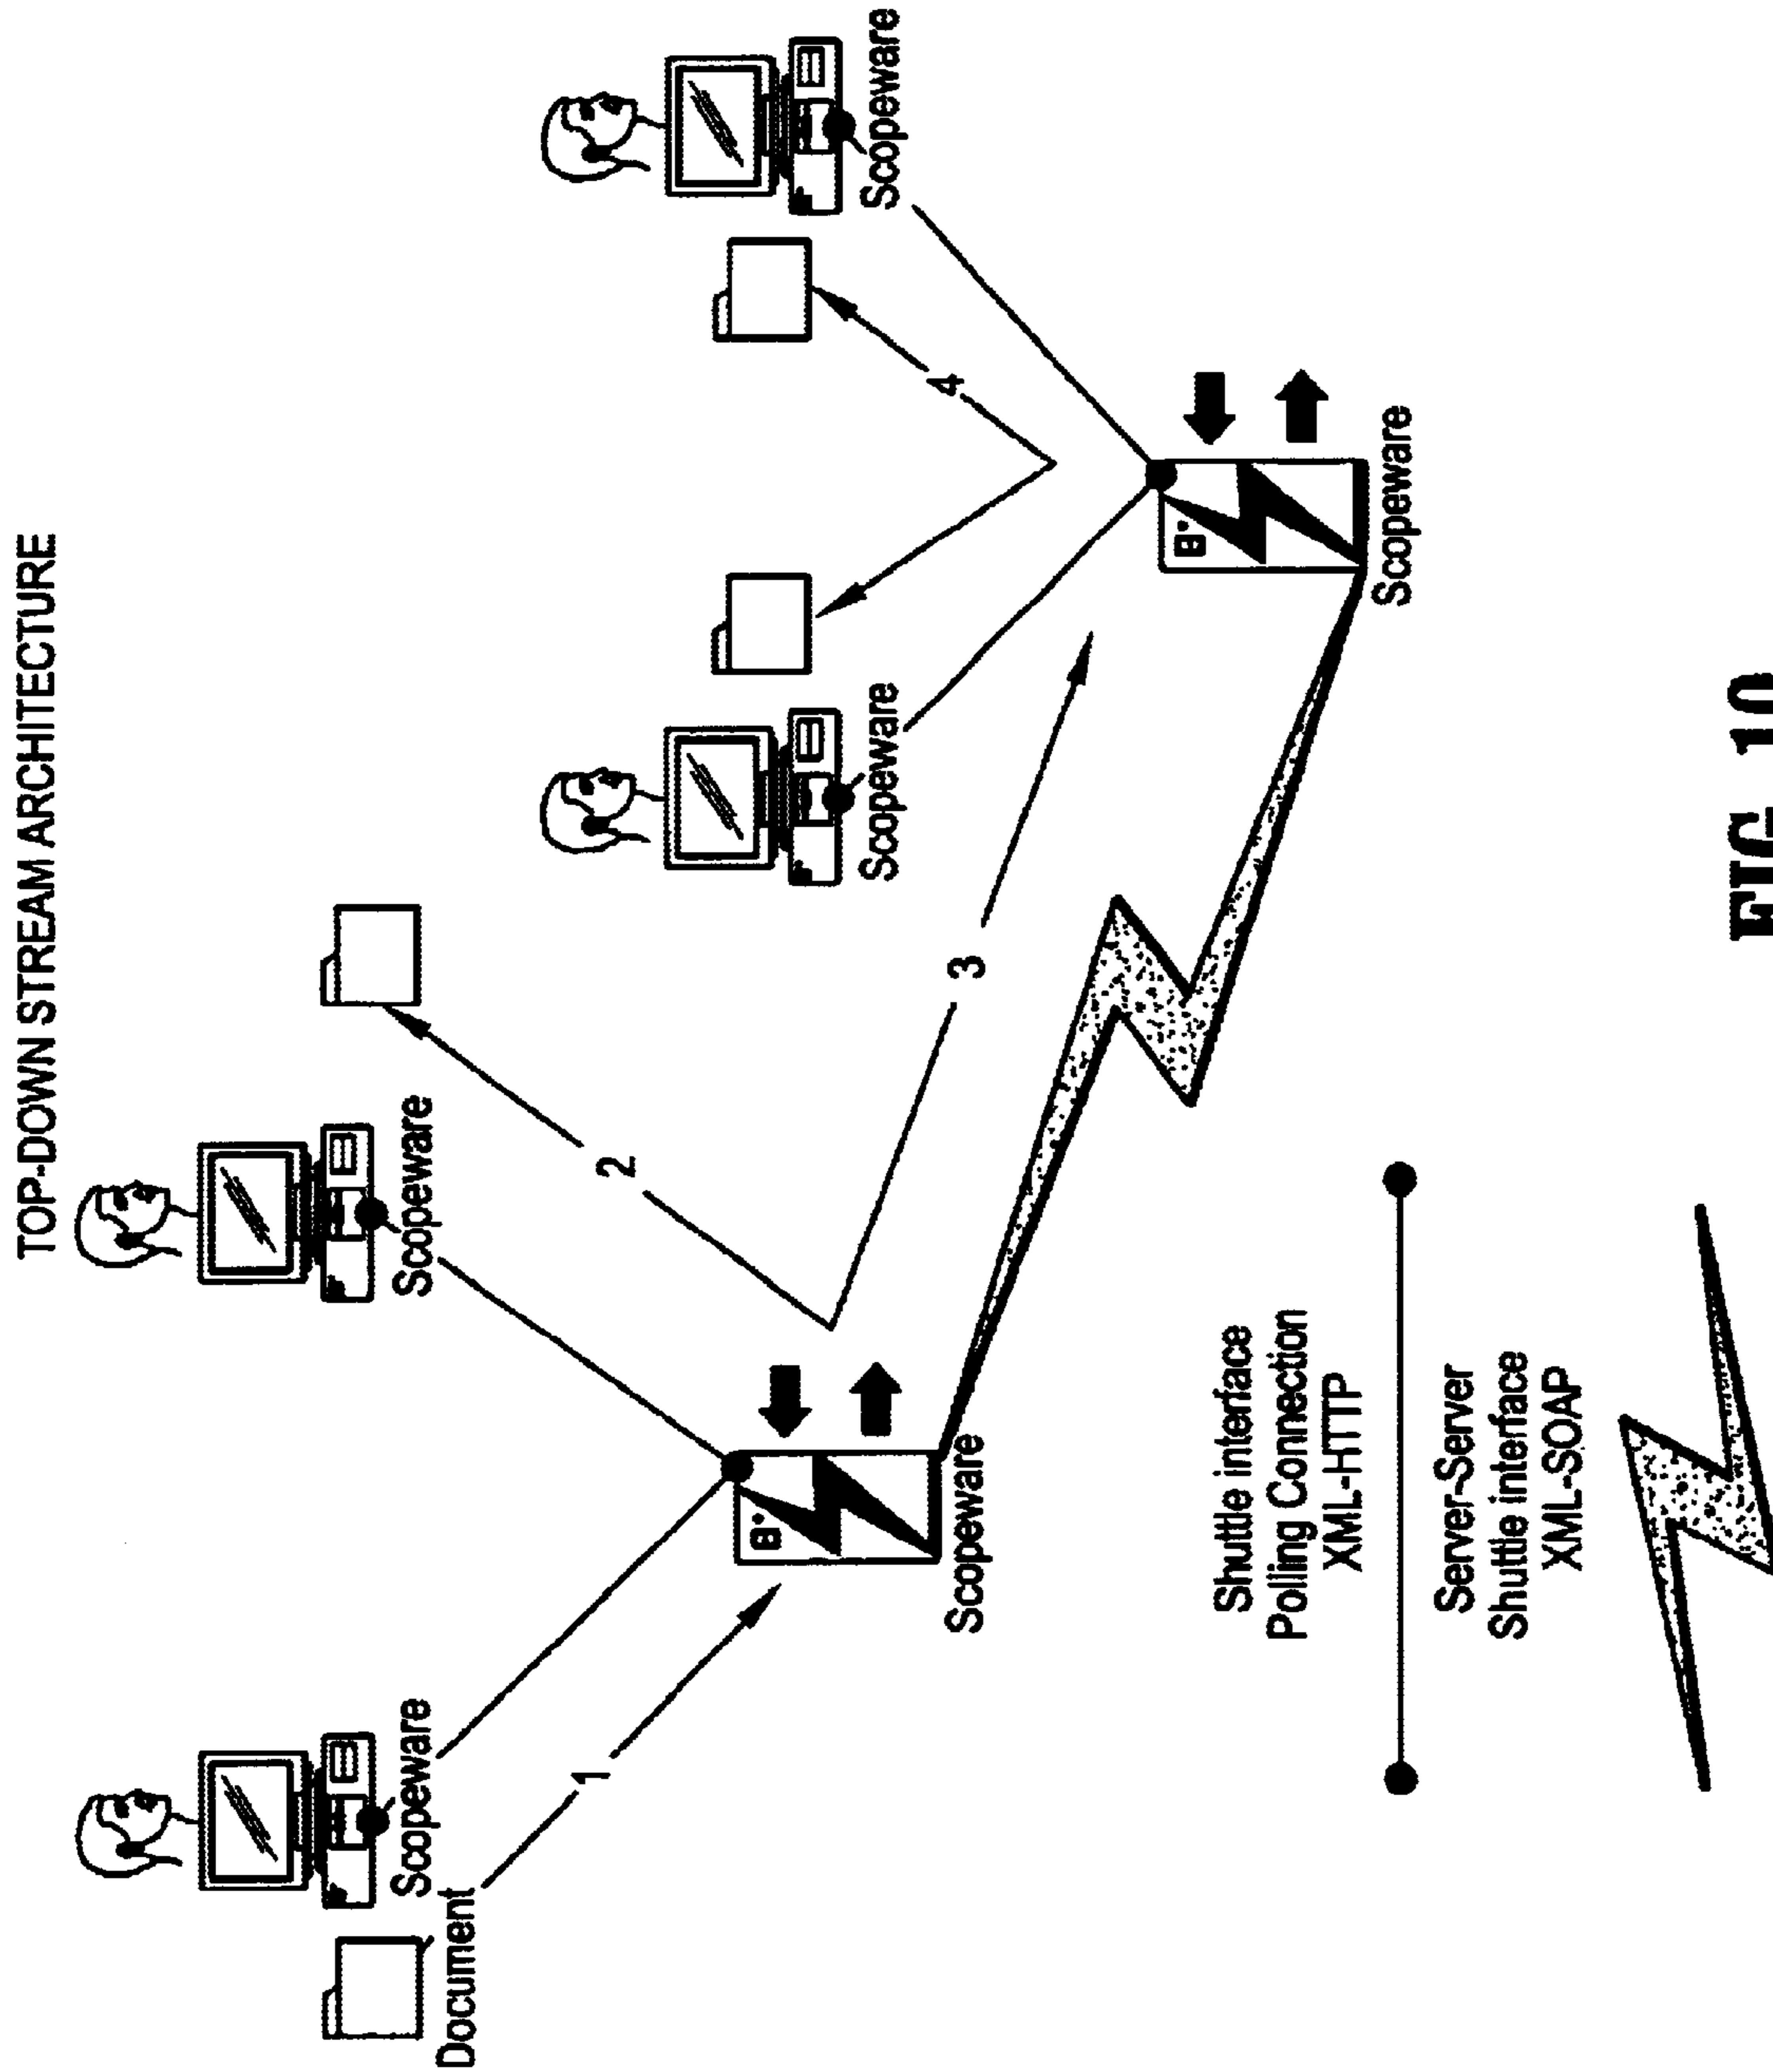 TOP-DOWN STREAM ARCHITECTURE
Scopeware
Document
Scopeware
1
2
Scopeware
Scopeware
Scopeware
3
4
Scopeware
Shuttle interface
Polling Connection
XML-HTTP
Server-Server
Shuttle interface
XML-SOAP
FIG 10